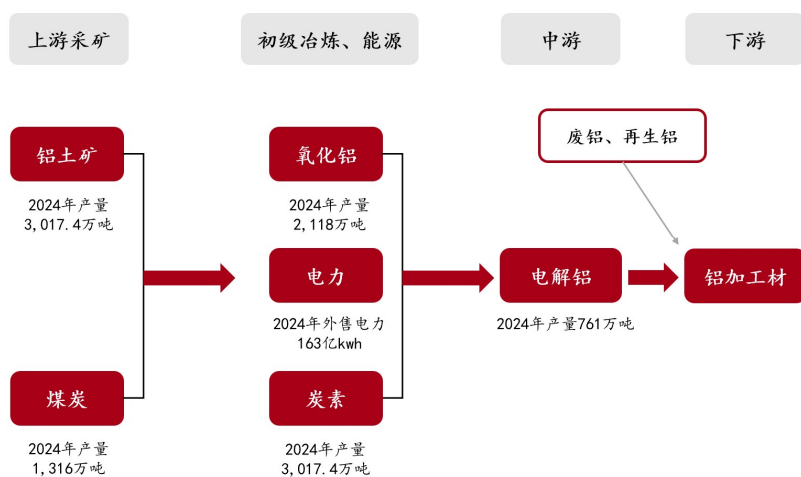 上游采矿
初级冶炼、能源
中游
下游
铝土矿
2024年产量
3,017.4万吨
煤炭
2024年产量
1,316万吨
氧化铝
2024年产量
2,118万吨
电力
2024年外售电力
163亿kwh
炭素
2024年产量
3,017.4万吨
电解铝
2024年产量761万吨
废铝、再生铝
铝加工材